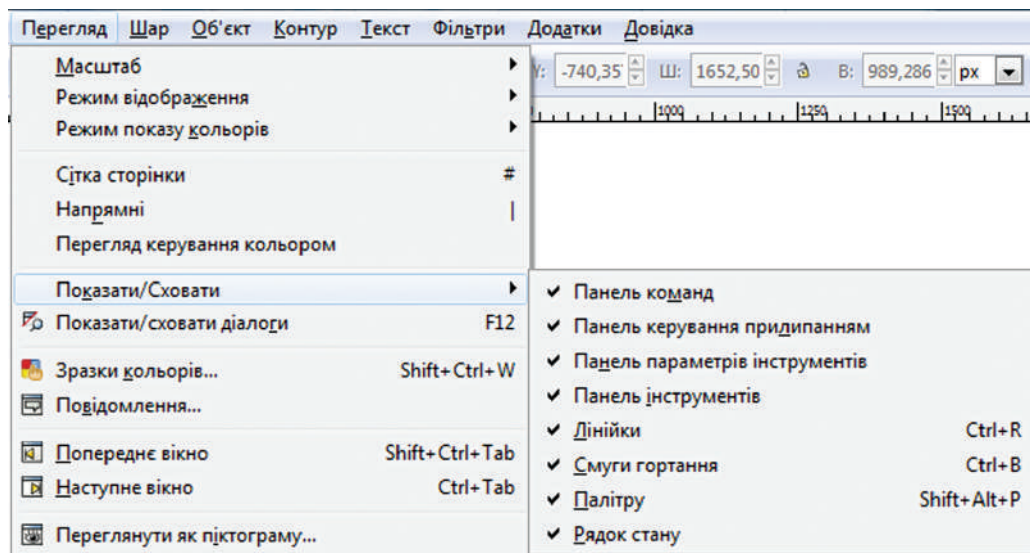 Перегляд Шар Об'єкт Контур Текст Фільтри Додатки Довідка
Y: -740,35 Ш: 1652,50 В: 989,286 px
1000 1250 1500
Масштаб
Режим відображення
Режим показу кольорів
Сітка сторінки #
Напрямні |
Перегляд керування кольором
Показати/Сховати
Показати/сховати діалоги F12
Зразки кольорів... Shift+Ctrl+W
Повідомлення...
Попереднє вікно Shift+Ctrl+Tab
Наступне вікно Ctrl+Tab
Переглянути як піктограму...
Панель команд
Панель керування прилипанням
Панель параметрів інструментів
Панель інструментів
Лінійки Ctrl+R
Смуги гортання Ctrl+B
Палітру Shift+Alt+P
Рядок стану